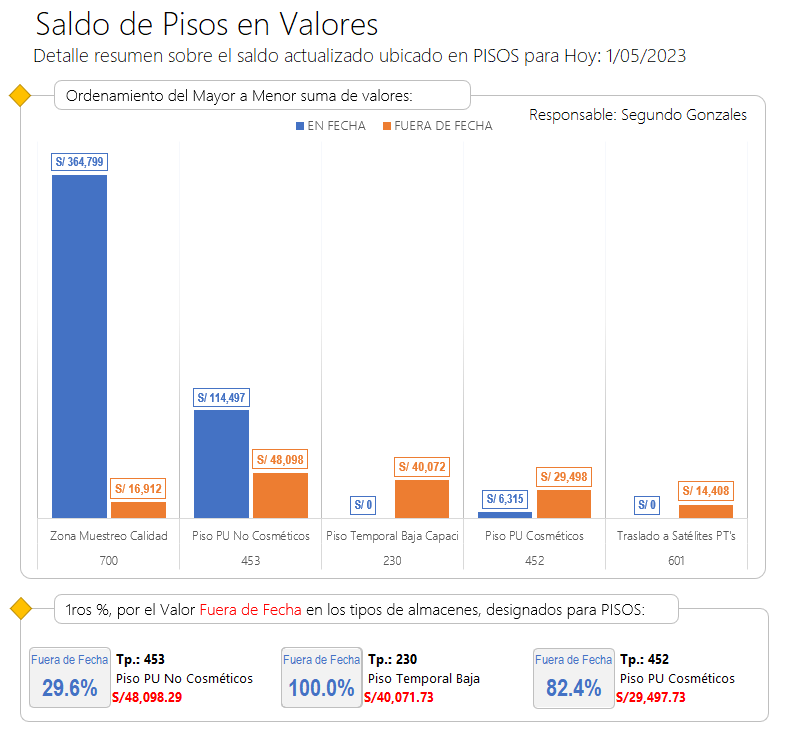 Saldo de Pisos en Valores
Detalle resumen sobre el saldo actualizado ubicado en PISOS para Hoy: 1/05/2023
Ordenamiento del Mayor a Menor suma de valores:
Responsable: Segundo Gonzales
EN FECHA FUERA DE FECHA
S/ 364,799
S/ 16,912
S/ 114,497
S/ 48,098
S/ 0
S/ 40,072
S/ 6,315
S/ 29,498
S/ 0
S/ 14,408
Zona Muestreo Calidad Piso PU No Cosméticos Piso Temporal Baja Capaci Piso PU Cosméticos Traslado a Satélites PT's
700 453 230 452 601
1ros %, por el Valor Fuera de Fecha en los tipos de almacenes, designados para PISOS:
Fuera de Fecha
29.6%
Tp.: 453
Piso PU No Cosméticos
S/48,098.29
Fuera de Fecha
100.0%
Tp.: 230
Piso Temporal Baja
S/40,071.73
Fuera de Fecha
82.4%
Tp.: 452
Piso PU Cosméticos
S/29,497.73